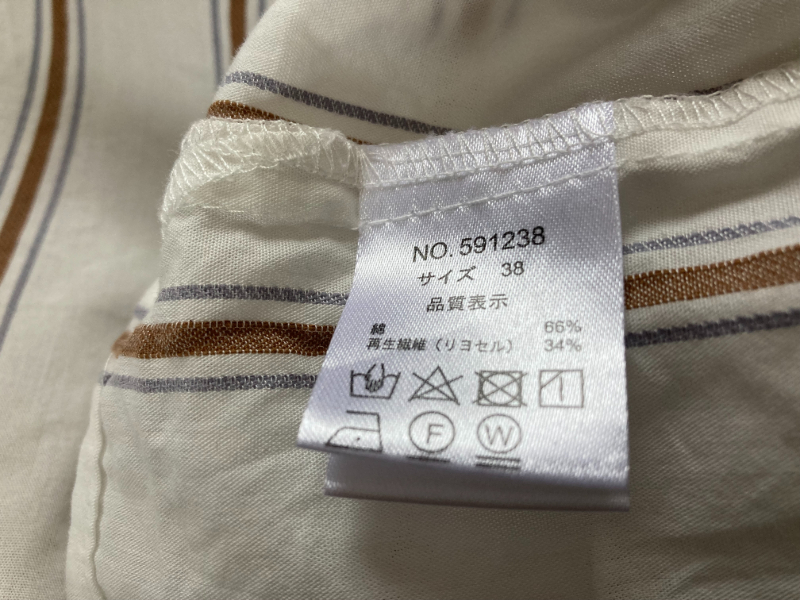 NO. 591238
サイズ 38
品質表示
綿 66%
再生繊維（リヨセル） 34%
F W